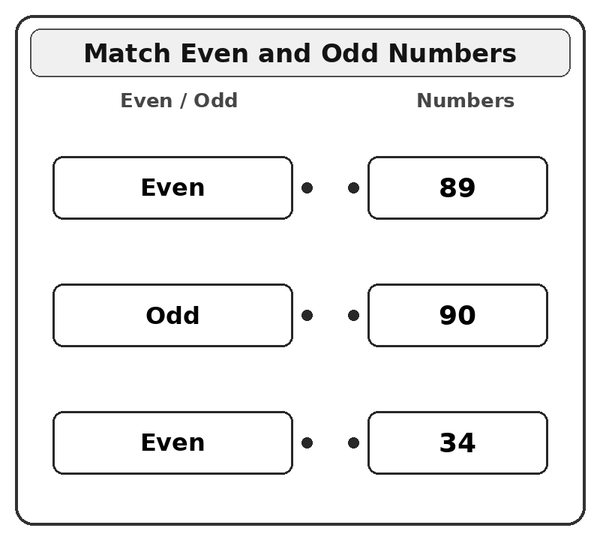 Match Even and Odd Numbers
Even / Odd Numbers
Even 89
Odd 90
Even 34